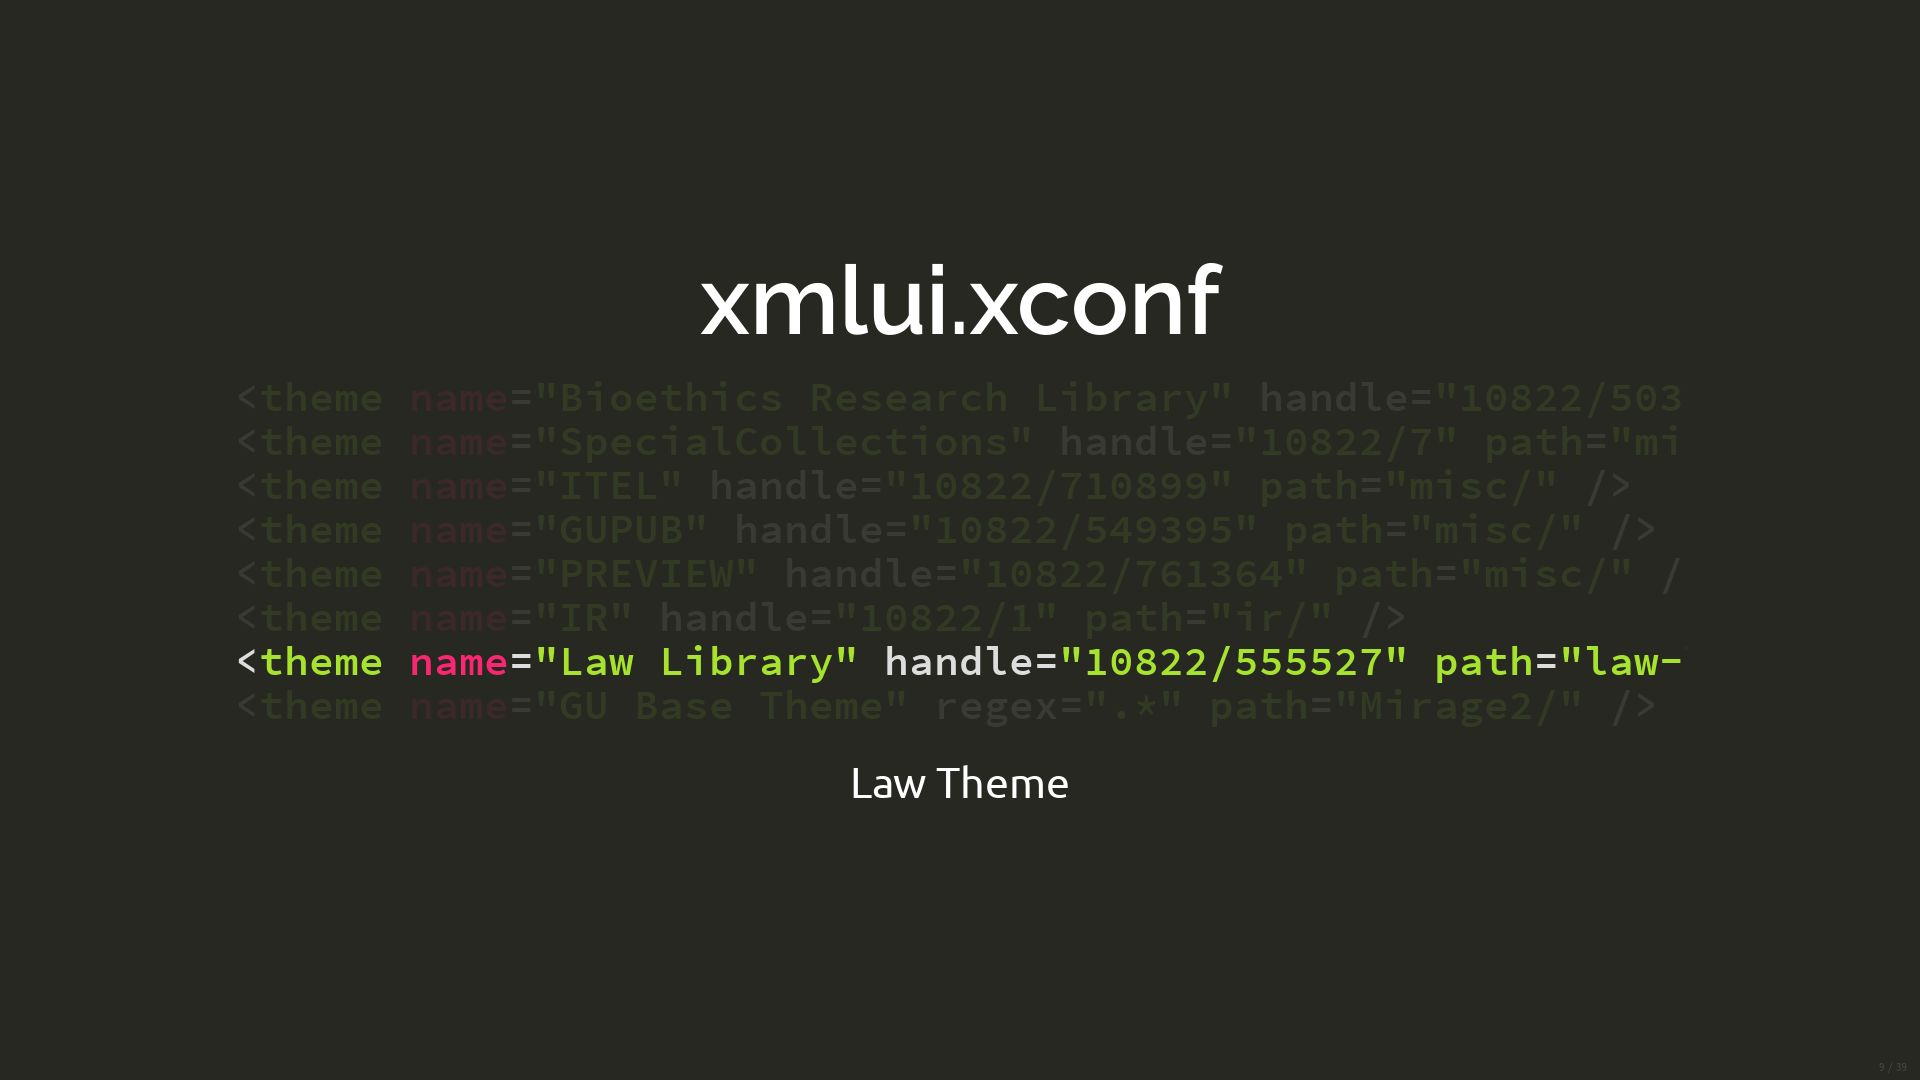 xmlui.xconf
<theme name="Bioethics Research Library" handle="10822/503
<theme name="SpecialCollections" handle="10822/7" path="mi
<theme name="ITEL" handle="10822/710899" path="misc/" />
<theme name="GUPUB" handle="10822/549395" path="misc/" />
<theme name="PREVIEW" handle="10822/761364" path="misc/" /
<theme name="IR" handle="10822/1" path="ir/" />
<theme name="Law Library" handle="10822/555527" path="law-
<theme name="GU Base Theme" regex=".*" path="Mirage2/" />
Law Theme
9 / 39